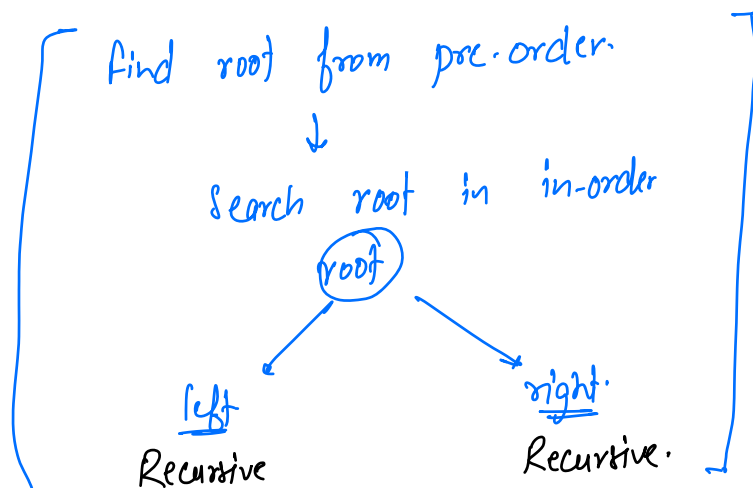 find root from pre-order.
Search root in in-order
root
left right.
Recursive Recursive.